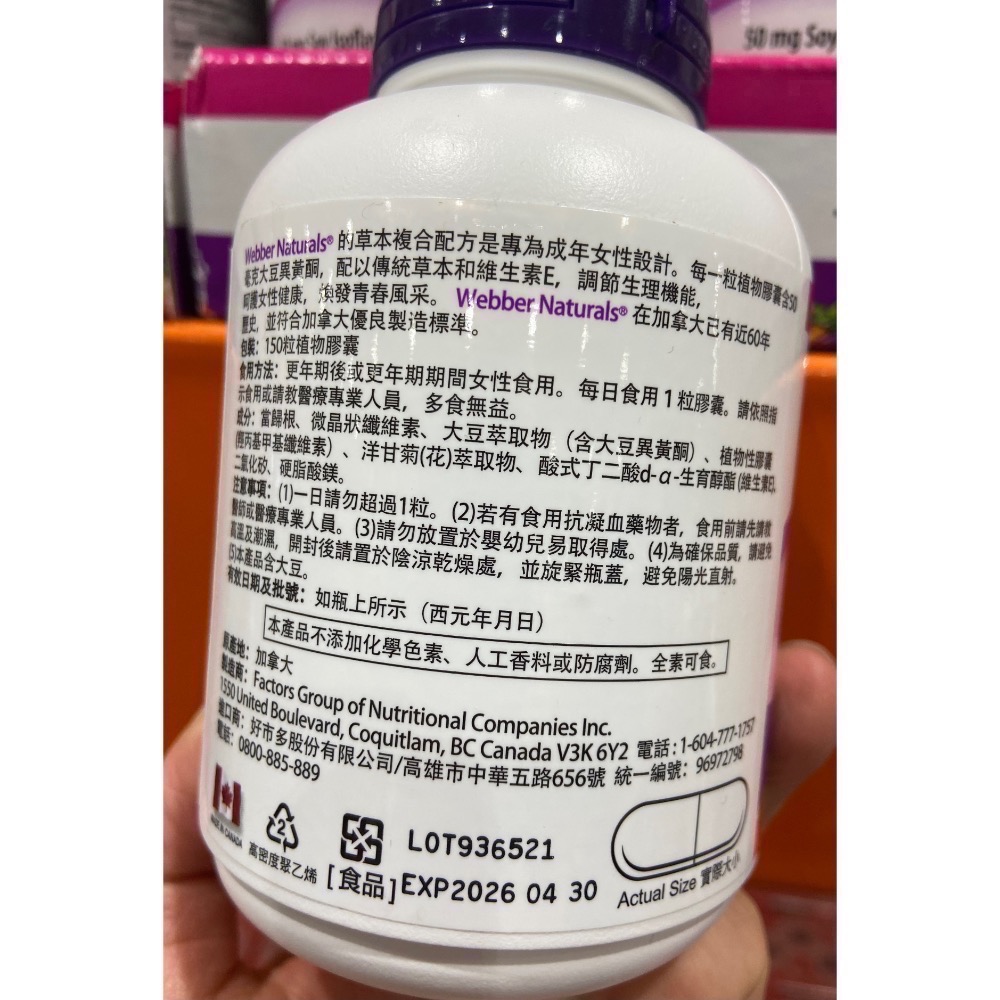 50 mg Soy
Webber Naturals® 的草本複合配方是專為成年女性設計。每一粒植物膠囊含50
毫克大豆異黃酮，配以傳統草本和維生素E，調節生理機能，
呵護女性健康，煥發青春風采。Webber Naturals® 在加拿大已有近60年
歷史，並符合加拿大優良製造標準。
包裝：150粒植物膠囊
食用方法：更年期後或更年期期間女性食用。每日食用 1 粒膠囊。請依照指
示食用或請教醫療專業人員，多食無益。
成分：當歸根、微晶狀纖維素、大豆萃取物（含大豆異黃酮）、植物性膠囊
(羥丙基甲基纖維素）、洋甘菊(花)萃取物、酸式丁二酸d-α-生育醇酯(維生素E)、
二氧化矽、硬脂酸鎂。
注意事項：(1)一日請勿超過1粒。(2)若有食用抗凝血藥物者，食用前請先請教
醫師或醫療專業人員。(3)請勿放置於嬰幼兒易取得處。(4)為確保品質，請避免
高溫及潮濕，開封後請置於陰涼乾燥處，並旋緊瓶蓋，避免陽光直射。
(5)本產品含大豆。
有效日期及批號：如瓶上所示（西元年月日）
本產品不添加化學色素、人工香料或防腐劑。全素可食。
原產地：加拿大
製造商：Factors Group of Nutritional Companies Inc.
1550 United Boulevard, Coquitlam, BC Canada V3K 6Y2 電話：1-604-777-1757
進口商：好市多股份有限公司/高雄市中華五路656號 統一編號：96972798
電話：0800-885-889
MADE IN CANADA
2
高密度聚乙烯
[食品]
LOT936521
EXP2026 04 30
Actual Size 實際大小